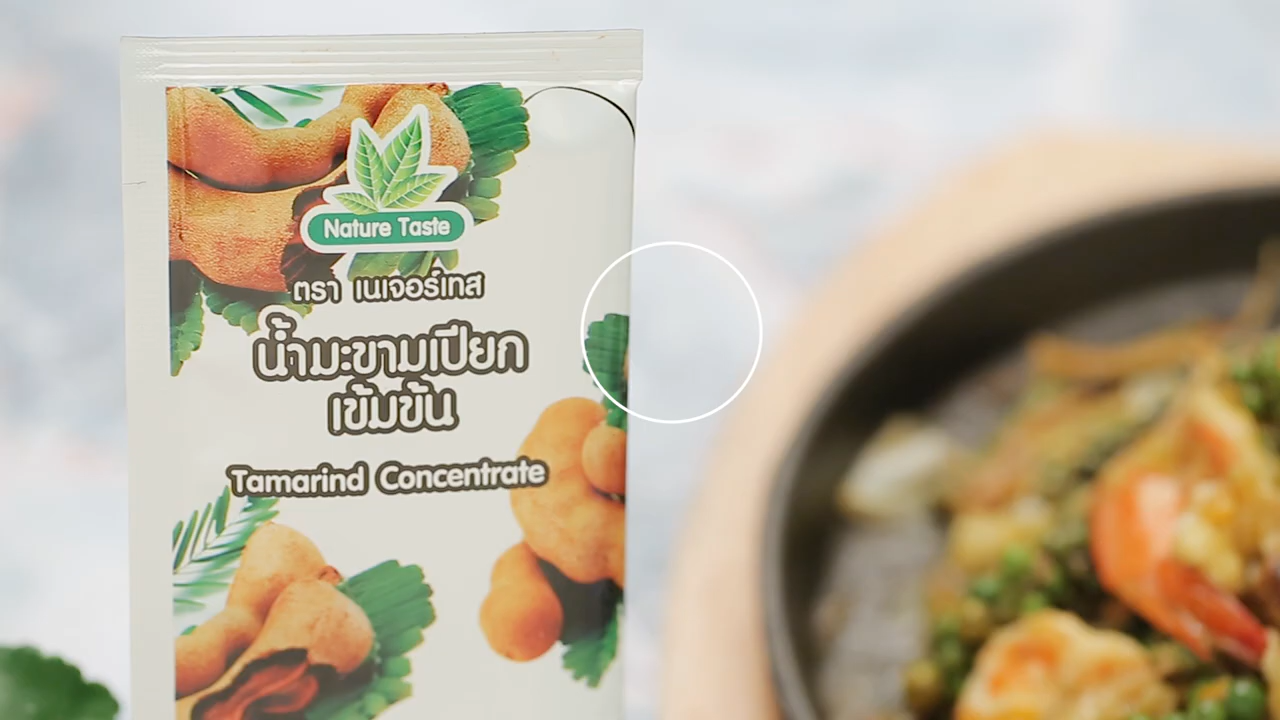 Nature Taste
ตรา เนเจอร์เทส
น้ำมะขามเปียก
เข้มข้น
Tamarind Concentrate